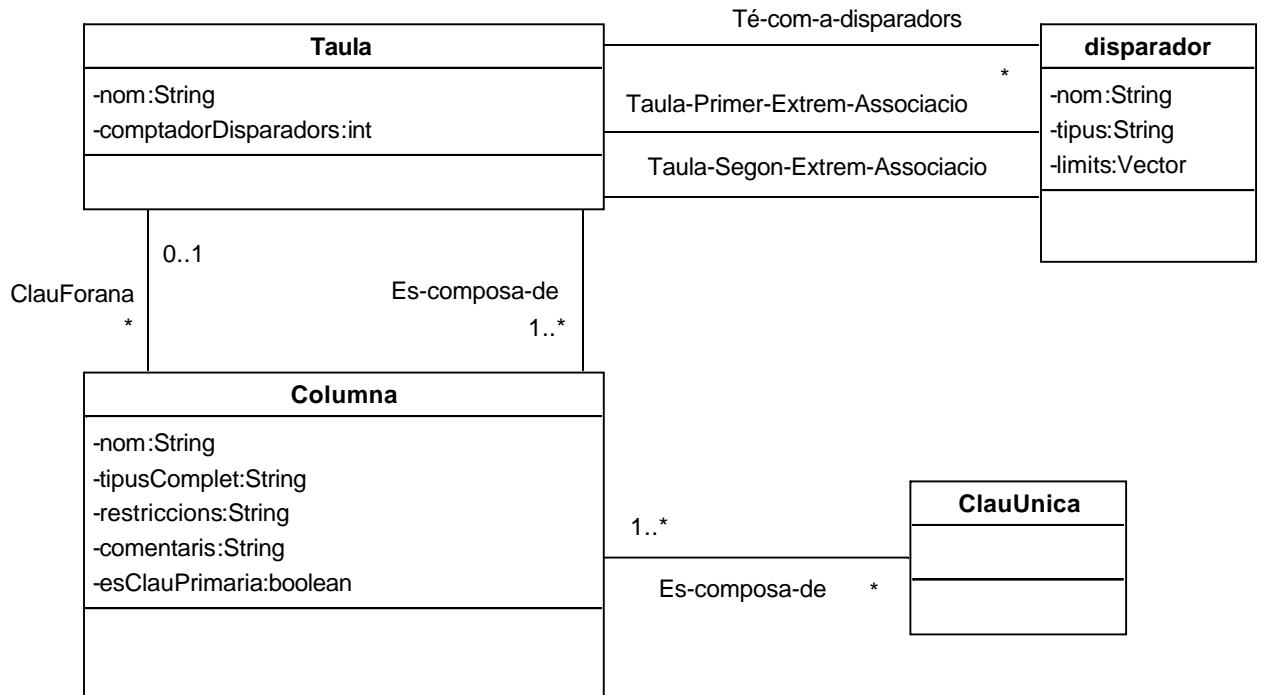 Té-com-a-disparadors
Taula
-nom:String
-comptadorDisparadors:int
disparador
-nom:String
-tipus:String
-limits:Vector
*
Taula-Primer-Extrem-Associacio
Taula-Segon-Extrem-Associacio
0..1
ClauForana
*
Es-composa-de
1..*
Columna
-nom:String
-tipusComplet:String
-restriccions:String
-comentaris:String
-esClauPrimaria:boolean
1..*
Es-composa-de
*
ClauUnica